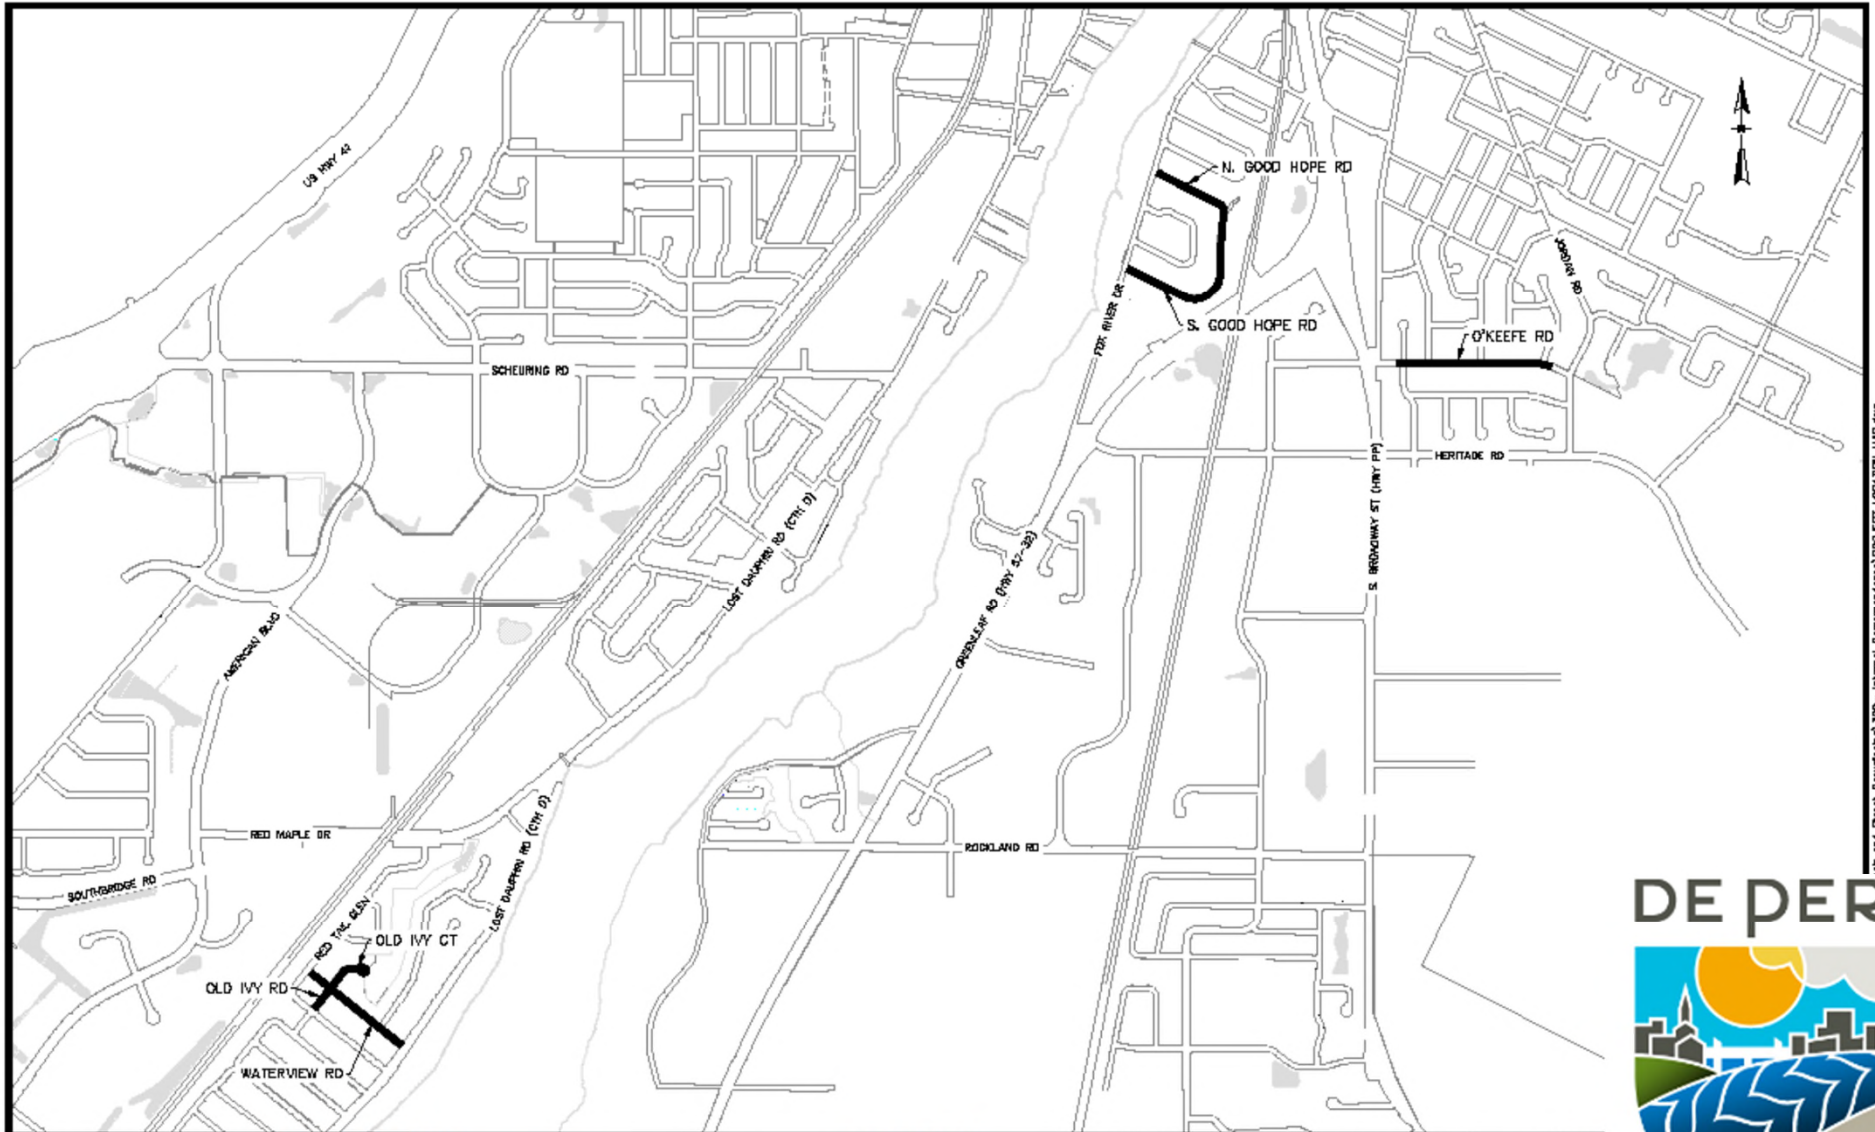 US HWY 41
N. GOOD HOPE RD
JORDAN RD
FOX RIVER DR
S. GOOD HOPE RD
O'KEEFE RD
SCHEURING RD
HERITAGE RD
S. BROADWAY ST (HWY PP)
LOST DAUPHIN RD (CTH D)
GREENLEAF RD (HWY 57-32)
AMERICAN BLVD
RED MAPLE DR
LOST DAUPHIN RD (CTH D)
ROCKLAND RD
SOUTHBRIDGE RD
RED TAIL GLEN
OLD IVY CT
OLD IVY RD
WATERVIEW RD
DE PER